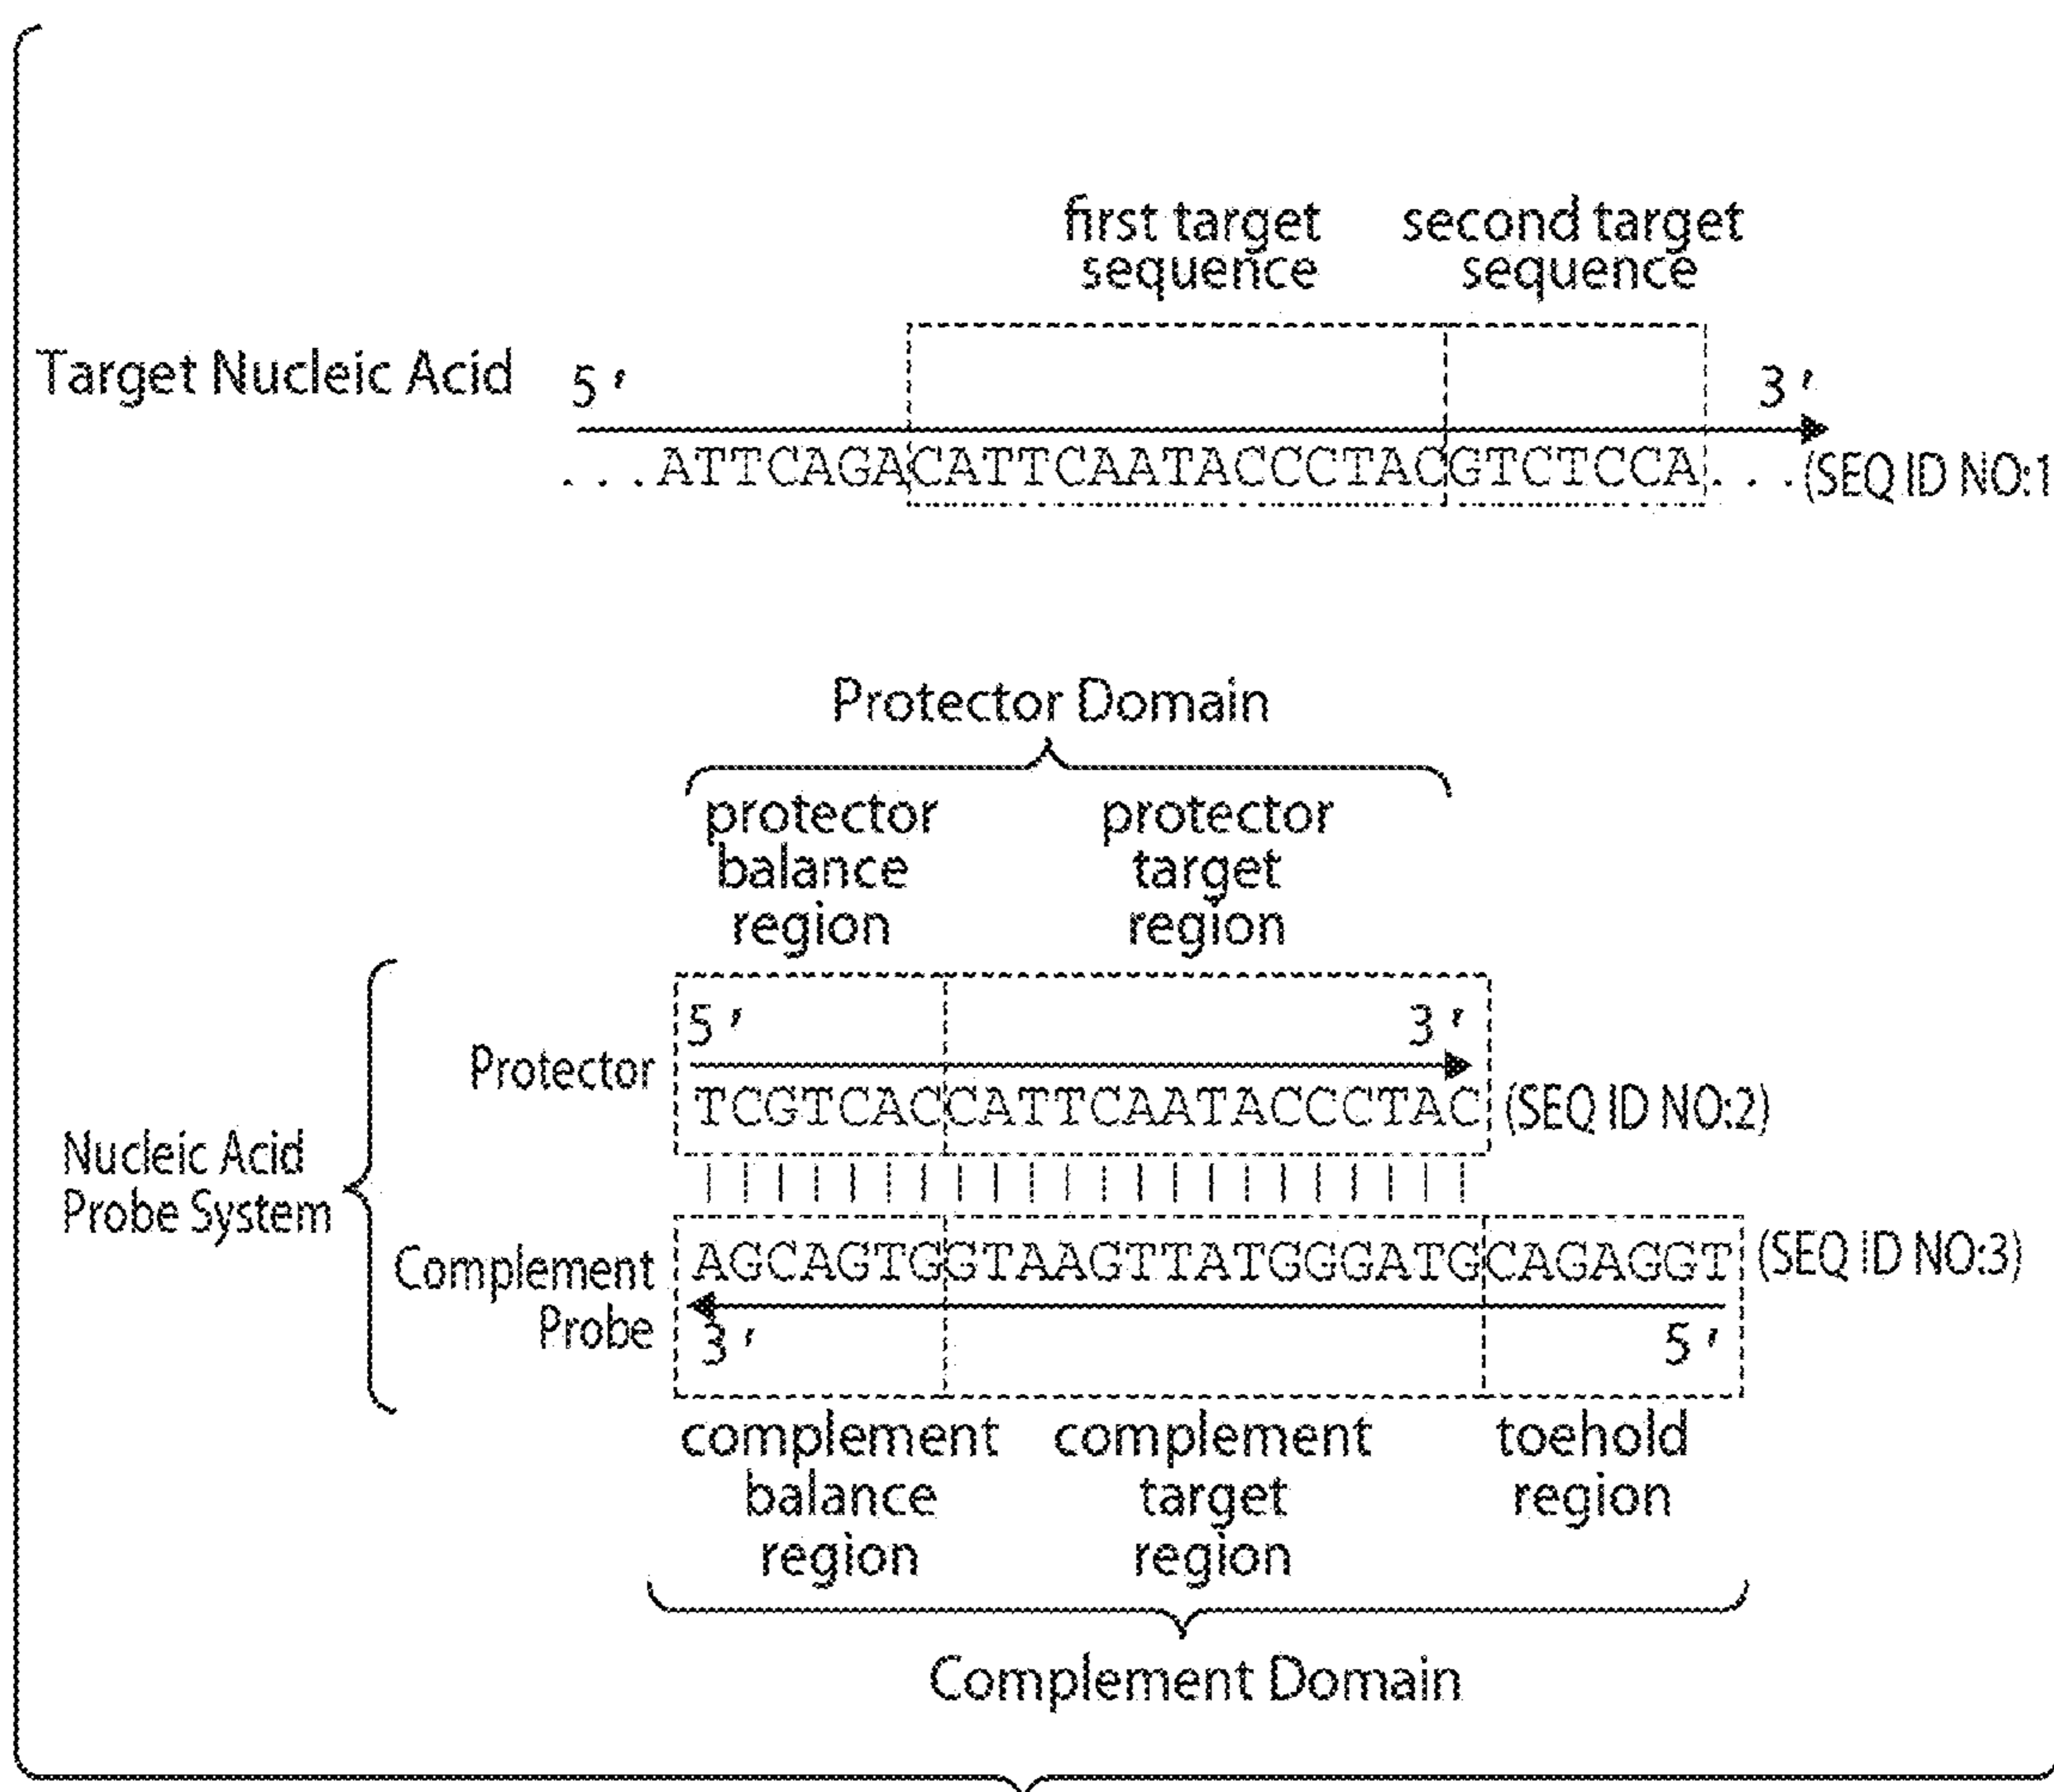 first target second target
sequence sequence
Target Nucleic Acid 5' 3'
...ATTCAGACATTCAATACCCTACGTCTCCA...(SEQ ID NO:1
Protector Domain
protector protector
balance target
region region
5' 3'
Protector TCGTCACCATTCAATACCCTAC (SEQ ID NO:2)
Nucleic Acid
Probe System
Complement AGCAGTGGTAAGTTATGGGATGCAGAGGT (SEQ ID NO:3)
Probe 3' 5'
complement complement toehold
balance target region
region region
Complement Domain